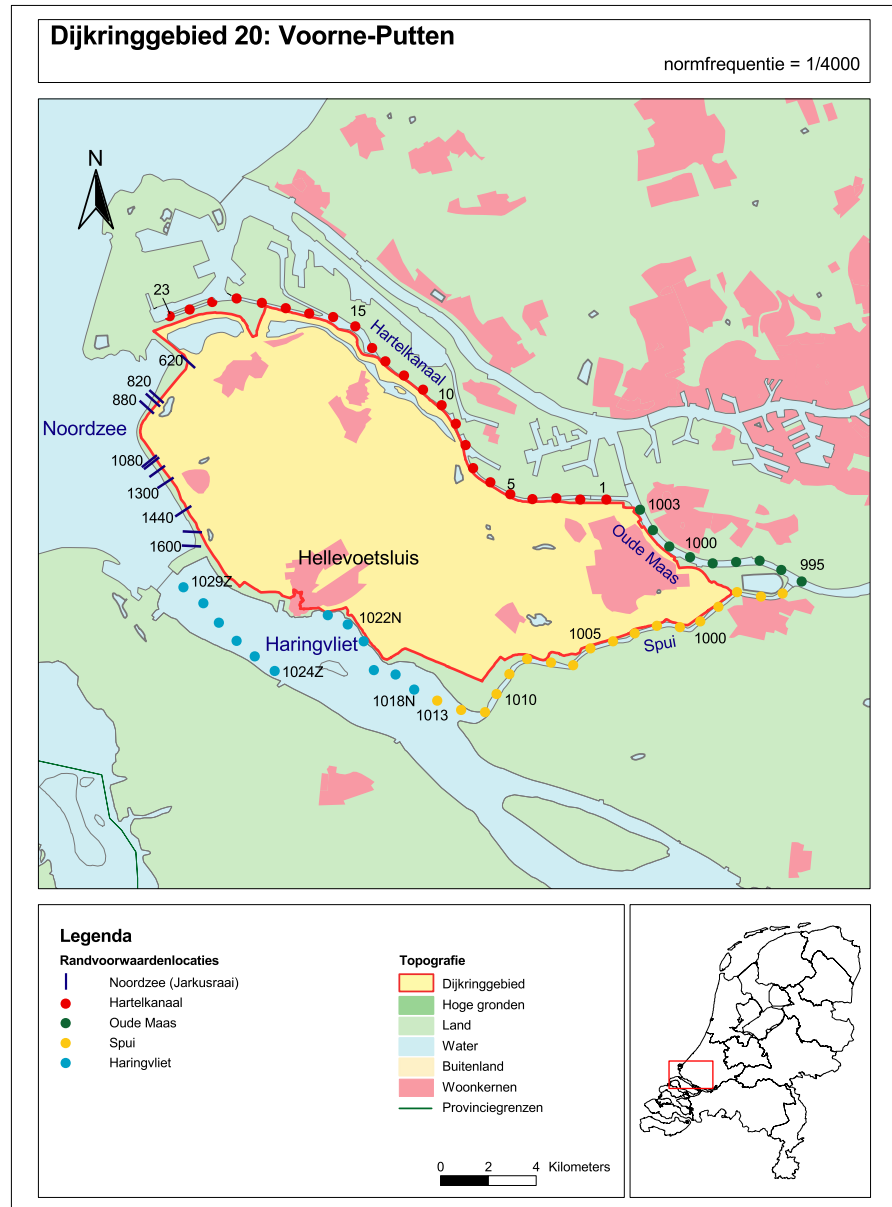 Dijkringgebied 20: Voorne-Putten
normfrequentie = 1/4000
N
23
15
Hartelkanaal
620
820
880
10
Noordzee
1080
5
1
1300
1003
1440
Oude Maas
1000
1600
Hellevoetsluis
995
1029Z
1022N
1005
1000
Haringvliet
Spui
1024Z
1018N
1010
1013
Legenda
Randvoorwaardenlocaties
Noordzee (Jarkusraai)
Hartelkanaal
Oude Maas
Spui
Haringvliet
Topografie
Dijkringgebied
Hoge gronden
Land
Water
Buitenland
Woonkernen
Provinciegrenzen
0 2 4 Kilometers